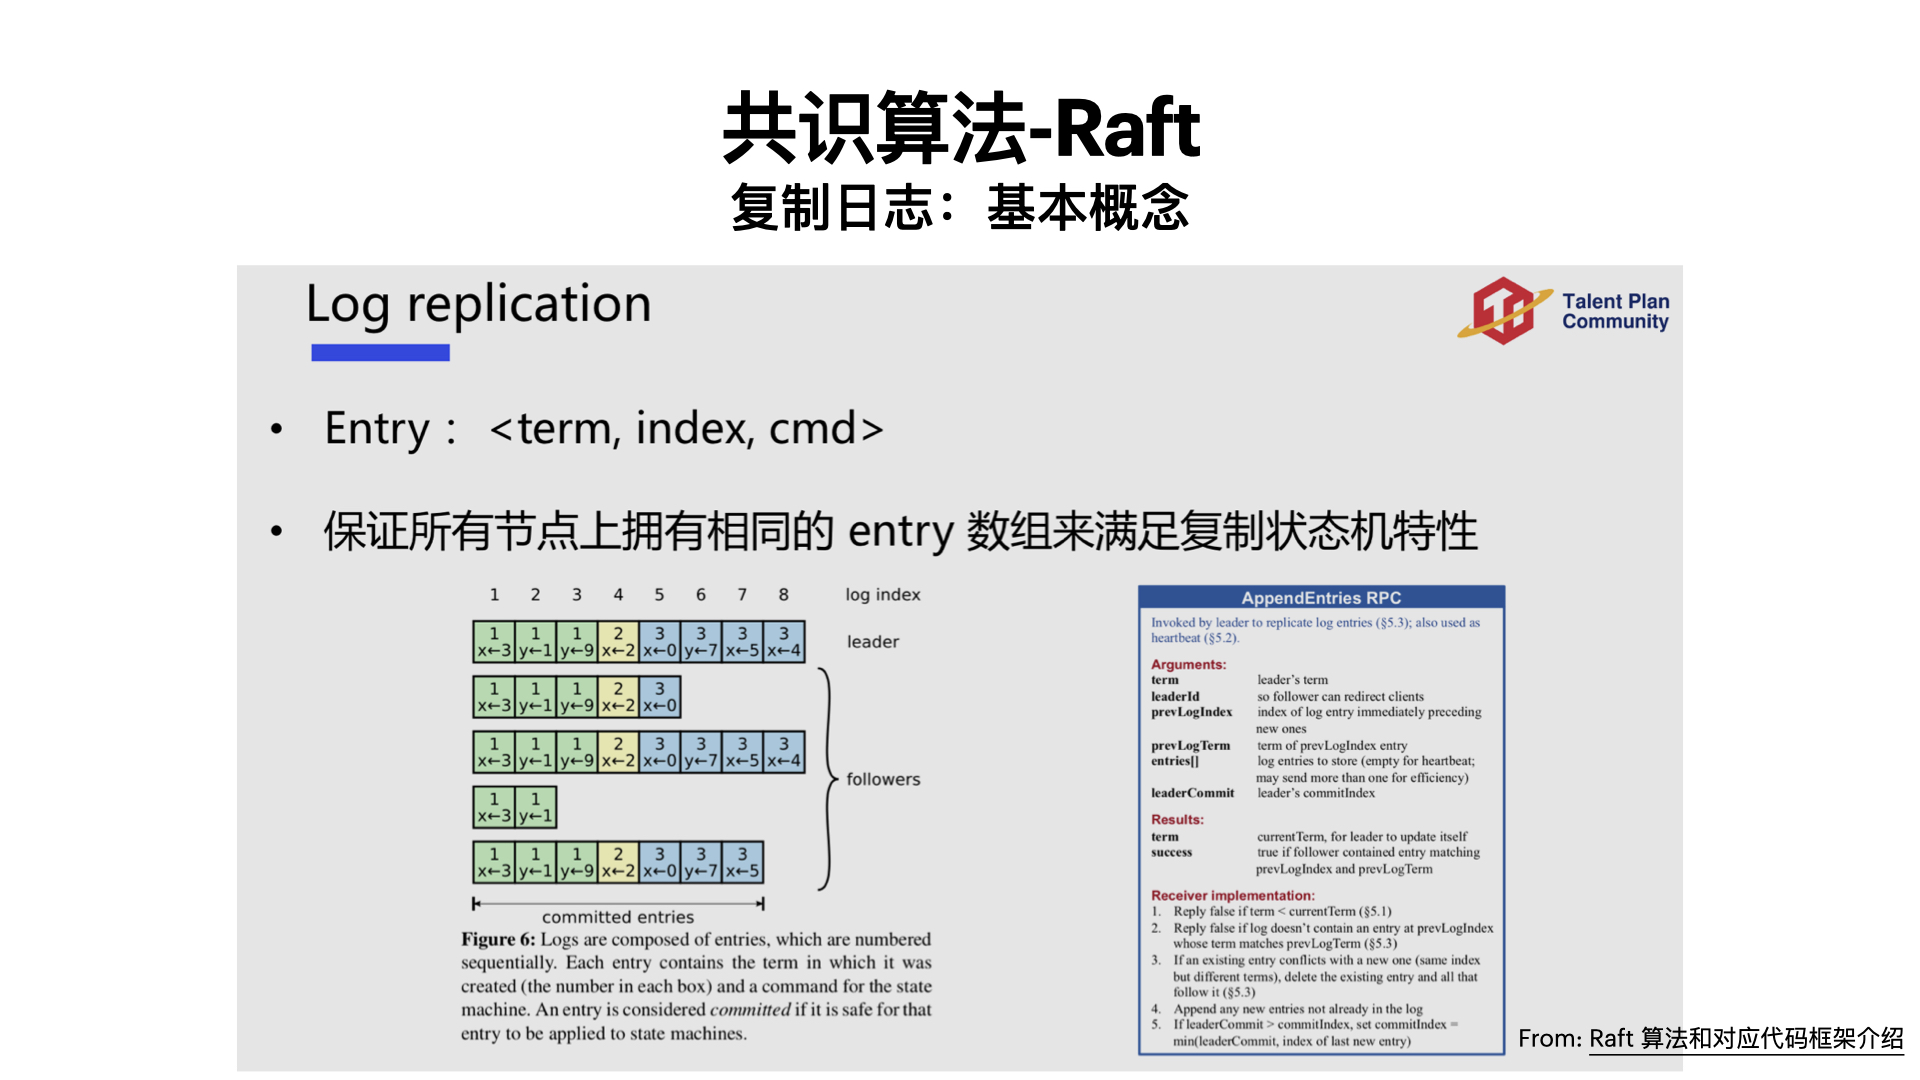 共识算法-Raft
复制日志：基本概念
Log replication
Talent Plan
Community
• Entry： <term, index, cmd>
• 保证所有节点上拥有相同的 entry 数组来满足复制状态机特性
1 2 3 4 5 6 7 8 log index
1 1 1 2 3 3 3 3
x←3 y←1 y←9 x←2 x←0 y←7 x←5 x←4
leader
1 1 1 2 3
x←3 y←1 y←9 x←2 x←0
1 1 1 2 3 3 3 3
x←3 y←1 y←9 x←2 x←0 y←7 x←5 x←4
followers
1 1
x←3 y←1
1 1 1 2 3 3 3
x←3 y←1 y←9 x←2 x←0 y←7 x←5
committed entries
Figure 6: Logs are composed of entries, which are numbered
sequentially. Each entry contains the term in which it was
created (the number in each box) and a command for the state
machine. An entry is considered committed if it is safe for that
entry to be applied to state machines.
AppendEntries RPC
Invoked by leader to replicate log entries (§5.3); also used as
heartbeat (§5.2).
Arguments:
term leader's term
leaderId so follower can redirect clients
prevLogIndex index of log entry immediately preceding
new ones
prevLogTerm term of prevLogIndex entry
entries[] log entries to store (empty for heartbeat;
may send more than one for efficiency)
leaderCommit leader's commitIndex
Results:
term currentTerm, for leader to update itself
success true if follower contained entry matching
prevLogIndex and prevLogTerm
Receiver implementation:
1. Reply false if term < currentTerm (§5.1)
2. Reply false if log doesn't contain an entry at prevLogIndex
whose term matches prevLogTerm (§5.3)
3. If an existing entry conflicts with a new one (same index
but different terms), delete the existing entry and all that
follow it (§5.3)
4. Append any new entries not already in the log
5. If leaderCommit > commitIndex, set commitIndex =
min(leaderCommit, index of last new entry)
From: Raft 算法和对应代码框架介绍